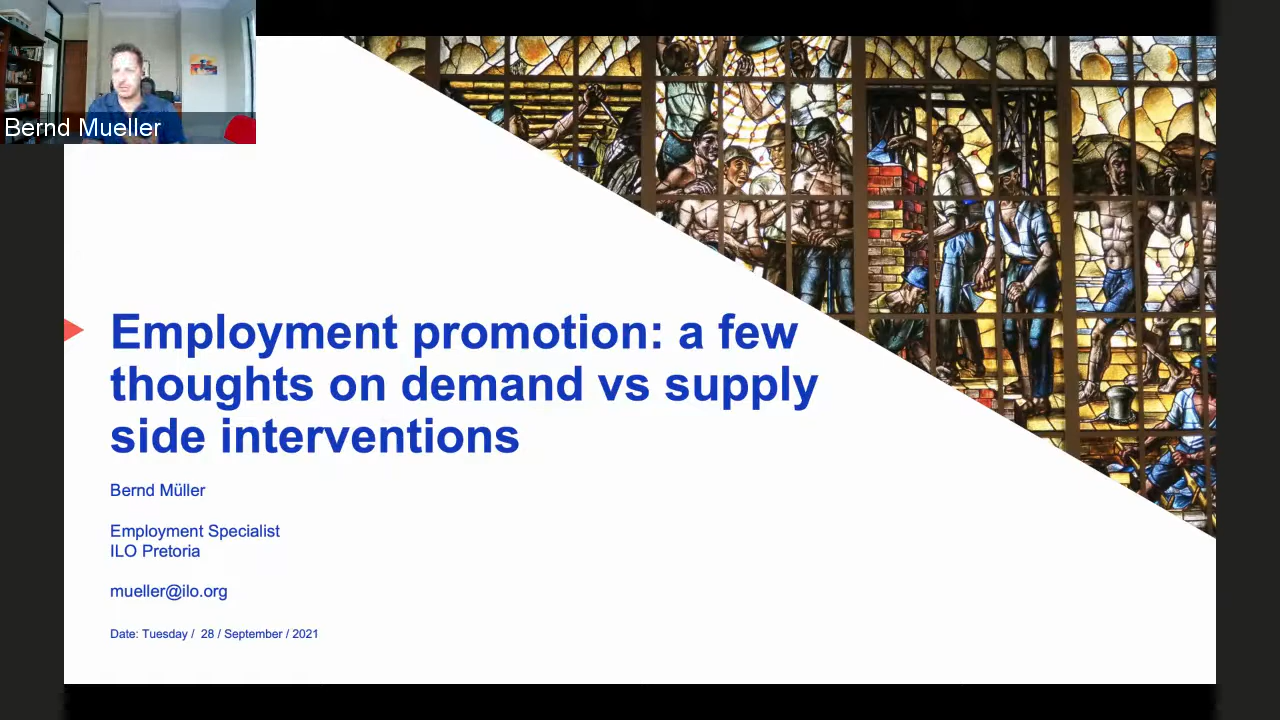 Bernd Mueller
Employment promotion: a few
thoughts on demand vs supply
side interventions
Bernd Müller
Employment Specialist
ILO Pretoria
mueller@ilo.org
Date: Tuesday / 28 / September / 2021